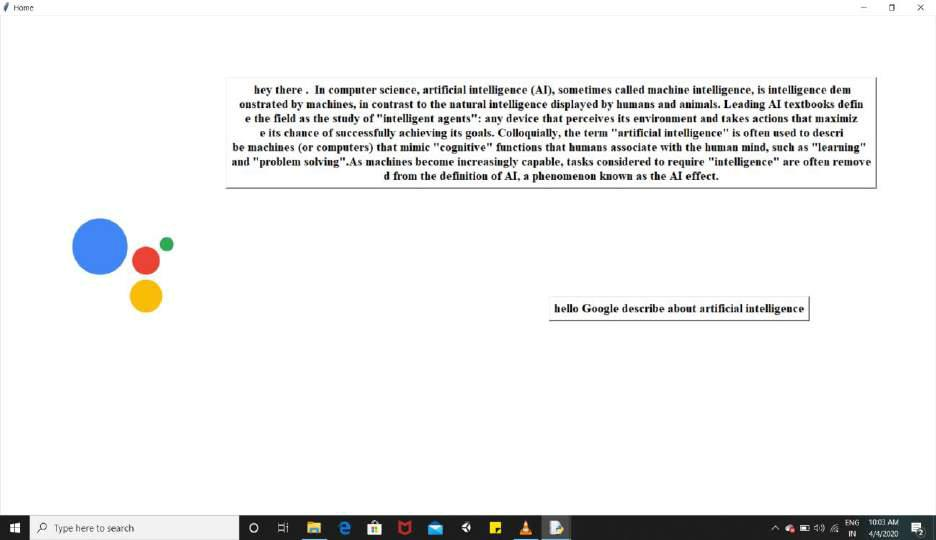 Home
hey there . In computer science, artificial intelligence (AI), sometimes called machine intelligence, is intelligence dem
onstrated by machines, in contrast to the natural intelligence displayed by humans and animals. Leading AI textbooks defin
e the field as the study of "intelligent agents": any device that perceives its environment and takes actions that maximiz
e its chance of successfully achieving its goals. Colloquially, the term "artificial intelligence" is often used to descri
be machines (or computers) that mimic "cognitive" functions that humans associate with the human mind, such as "learning"
and "problem solving".As machines become increasingly capable, tasks considered to require "intelligence" are often remove
d from the definition of AI, a phenomenon known as the AI effect.
hello Google describe about artificial intelligence
Type here to search
ENG
IN
10:03 AM
4/4/2020
2